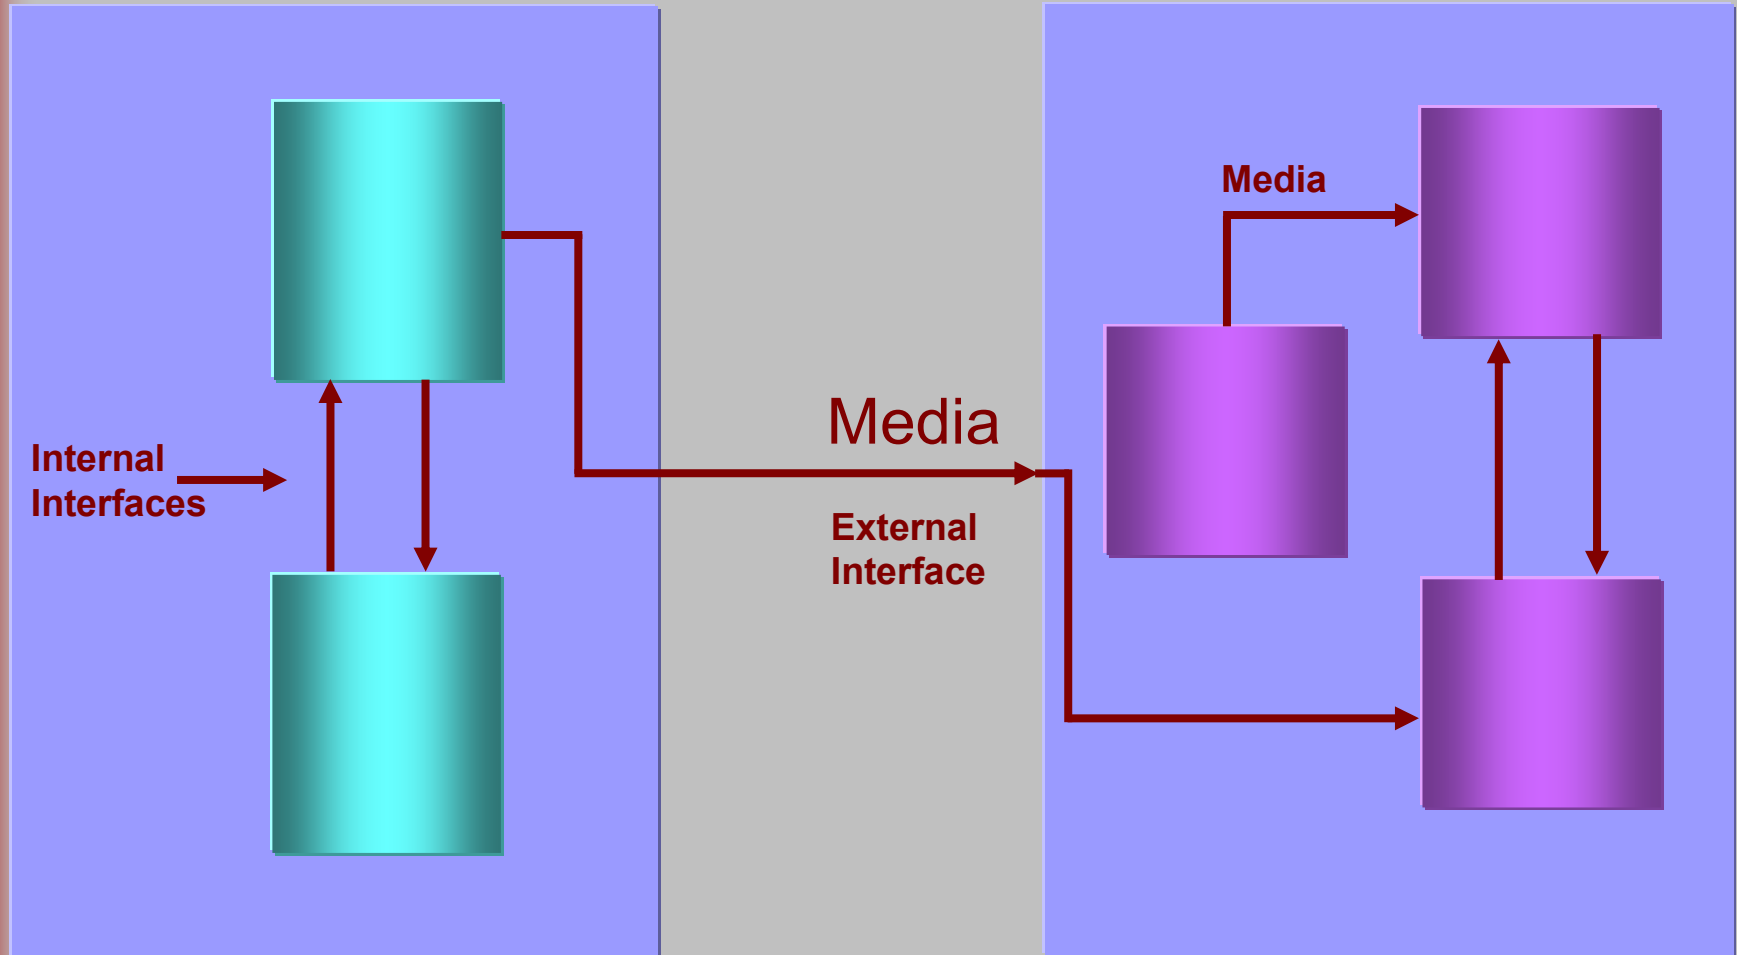 Media
Internal
Interfaces
Media
External
Interface